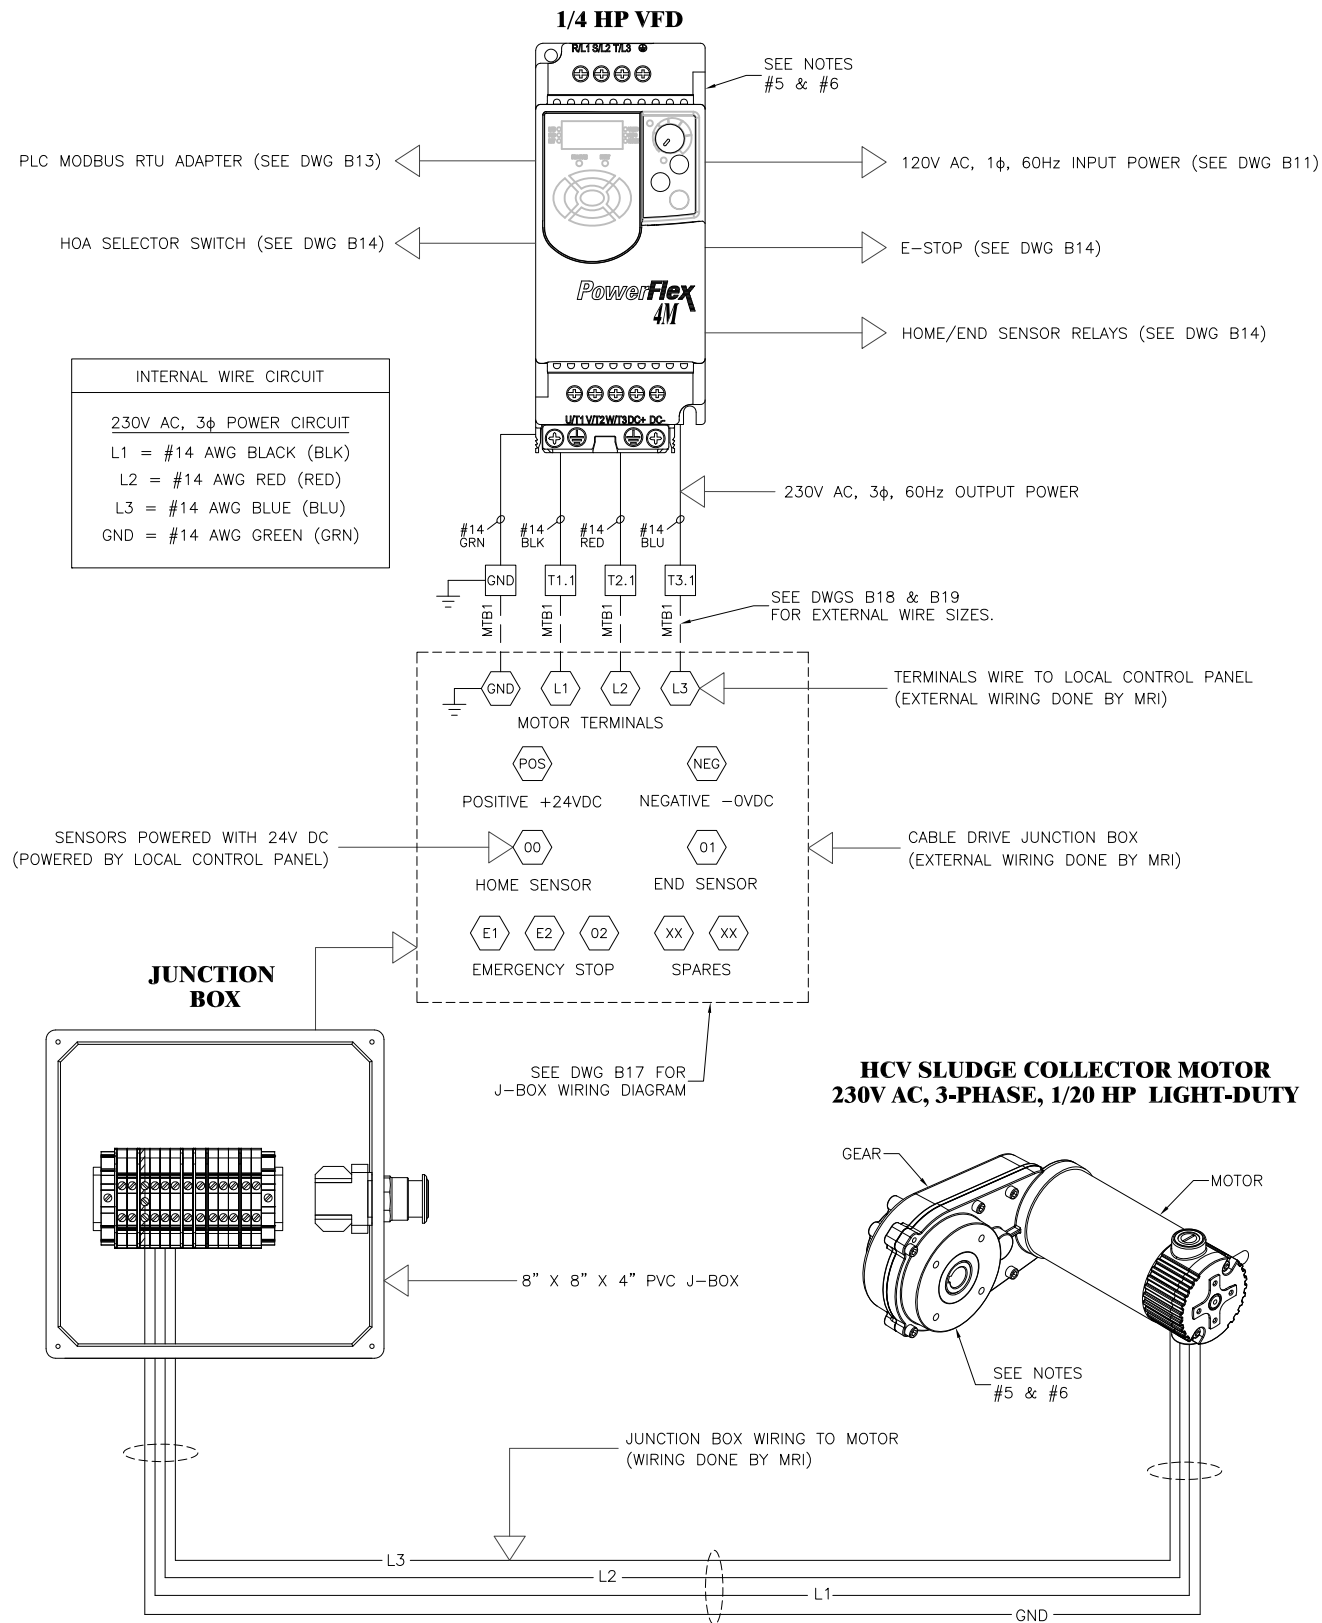 1/4 HP VFD
R/L1 S/L2 T/L3
SEE NOTES
#5 & #6
PLC MODBUS RTU ADAPTER (SEE DWG B13)
120V AC, 1ϕ, 60Hz INPUT POWER (SEE DWG B11)
HOA SELECTOR SWITCH (SEE DWG B14)
E-STOP (SEE DWG B14)
PowerFlex
4M
HOME/END SENSOR RELAYS (SEE DWG B14)
INTERNAL WIRE CIRCUIT
230V AC, 3ϕ POWER CIRCUIT
L1 = #14 AWG BLACK (BLK)
L2 = #14 AWG RED (RED)
L3 = #14 AWG BLUE (BLU)
GND = #14 AWG GREEN (GRN)
U/T1 V/T2 W/T3 DC+ DC-
230V AC, 3ϕ, 60Hz OUTPUT POWER
#14 GRN
#14 BLK
#14 RED
#14 BLU
GND T1.1 T2.1 T3.1
MTB1 MTB1 MTB1 MTB1
SEE DWGS B18 & B19
FOR EXTERNAL WIRE SIZES.
GND L1 L2 L3
MOTOR TERMINALS
TERMINALS WIRE TO LOCAL CONTROL PANEL
(EXTERNAL WIRING DONE BY MRI)
POS NEG
POSITIVE +24VDC
NEGATIVE -0VDC
SENSORS POWERED WITH 24V DC
(POWERED BY LOCAL CONTROL PANEL)
00 01
HOME SENSOR
END SENSOR
CABLE DRIVE JUNCTION BOX
(EXTERNAL WIRING DONE BY MRI)
E1 E2 02 XX XX
EMERGENCY STOP
SPARES
JUNCTION
BOX
SEE DWG B17 FOR
J-BOX WIRING DIAGRAM
HCV SLUDGE COLLECTOR MOTOR
230V AC, 3-PHASE, 1/20 HP LIGHT-DUTY
GEAR
MOTOR
8" X 8" X 4" PVC J-BOX
SEE NOTES
#5 & #6
JUNCTION BOX WIRING TO MOTOR
(WIRING DONE BY MRI)
L3
L2
L1
GND